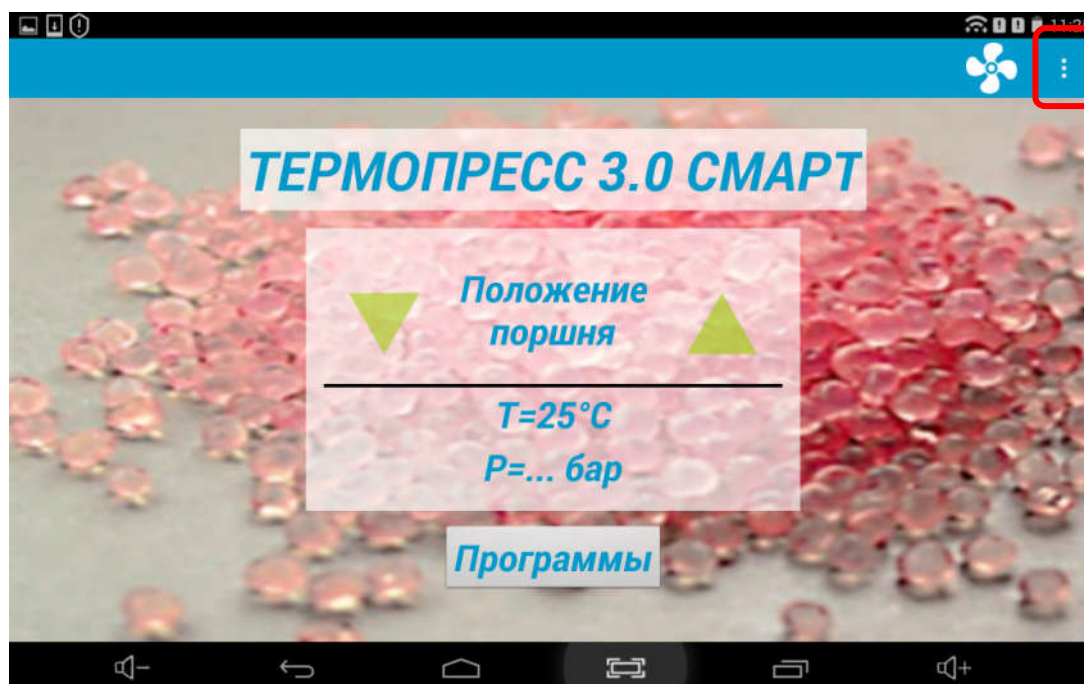 ТЕРМОПРЕСС 3.0 СМАРТ
Положение
поршня
T=25°C
P=... бар
Программы